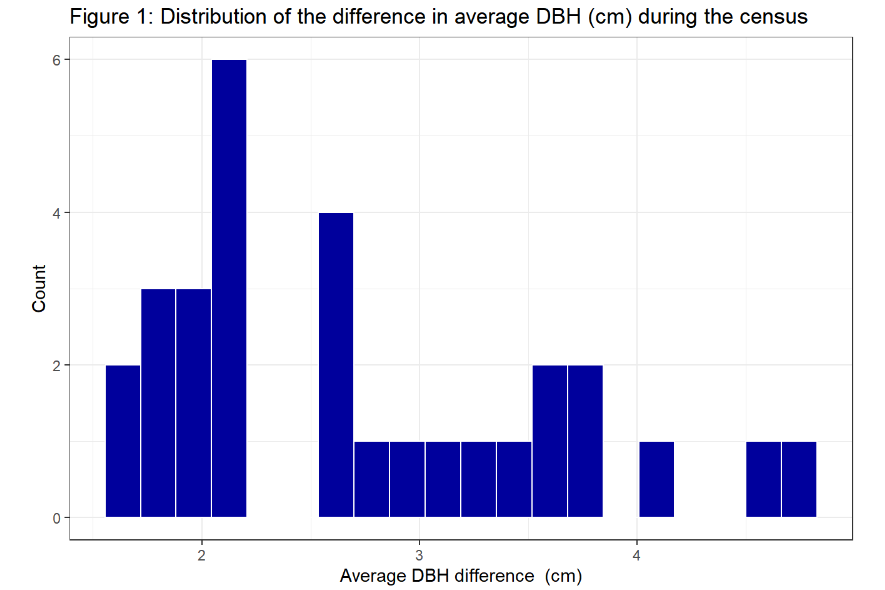 Figure 1: Distribution of the difference in average DBH (cm) during the census
6
4
2
0
Count
2 3 4
Average DBH difference (cm)